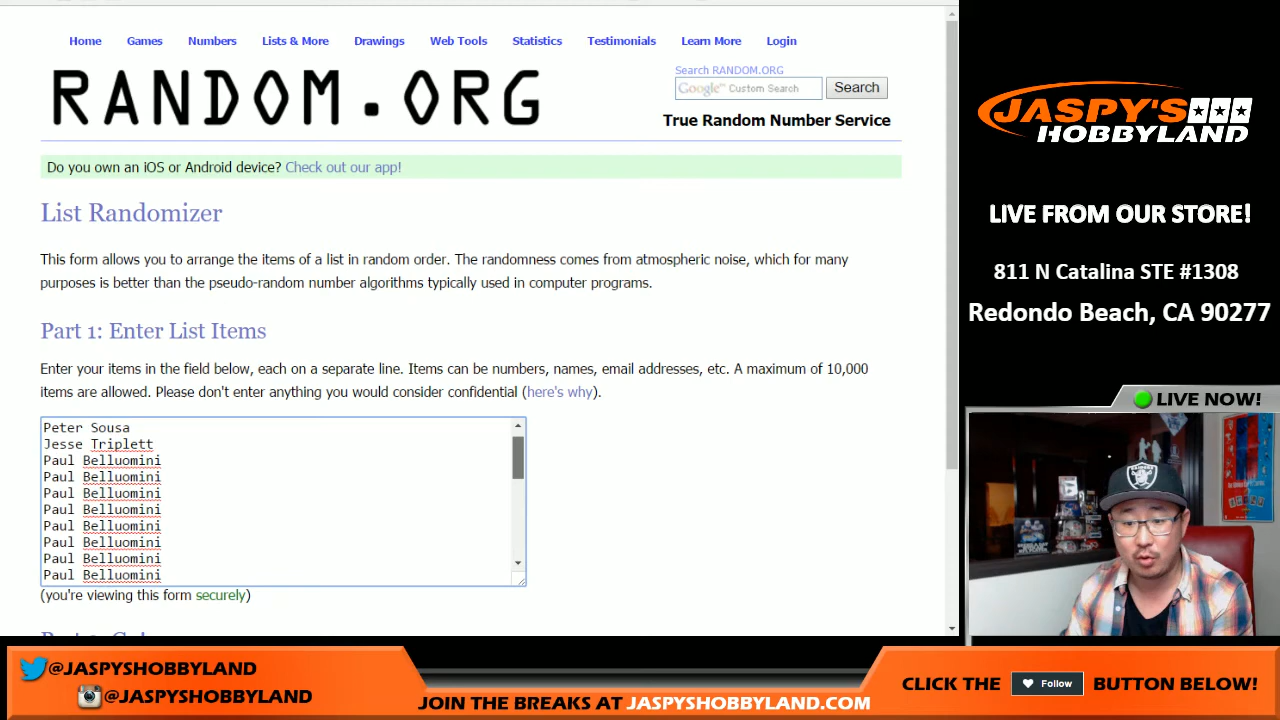 Home Games Numbers Lists & More Drawings Web Tools Statistics Testimonials Learn More Login
RANDOM.ORG
Search RANDOM.ORG
Google™ Custom Search
Search
True Random Number Service
Do you own an iOS or Android device? Check out our app!
List Randomizer
This form allows you to arrange the items of a list in random order. The randomness comes from atmospheric noise, which for many
purposes is better than the pseudo-random number algorithms typically used in computer programs.
Part 1: Enter List Items
Enter your items in the field below, each on a separate line. Items can be numbers, names, email addresses, etc. A maximum of 10,000
items are allowed. Please don't enter anything you would consider confidential (here's why).
Peter Sousa
Jesse Triplett
Paul Belluomini
Paul Belluomini
Paul Belluomini
Paul Belluomini
Paul Belluomini
Paul Belluomini
Paul Belluomini
Paul Belluomini
(you're viewing this form securely)
JASPY'S
HOBBYLAND
LIVE FROM OUR STORE!
811 N Catalina STE #1308
Redondo Beach, CA 90277
LIVE NOW!
@JASPYSHOBBYLAND
@JASPYSHOBBYLAND
JOIN THE BREAKS AT JASPYSHOBBYLAND.COM
CLICK THE Follow BUTTON BELOW!